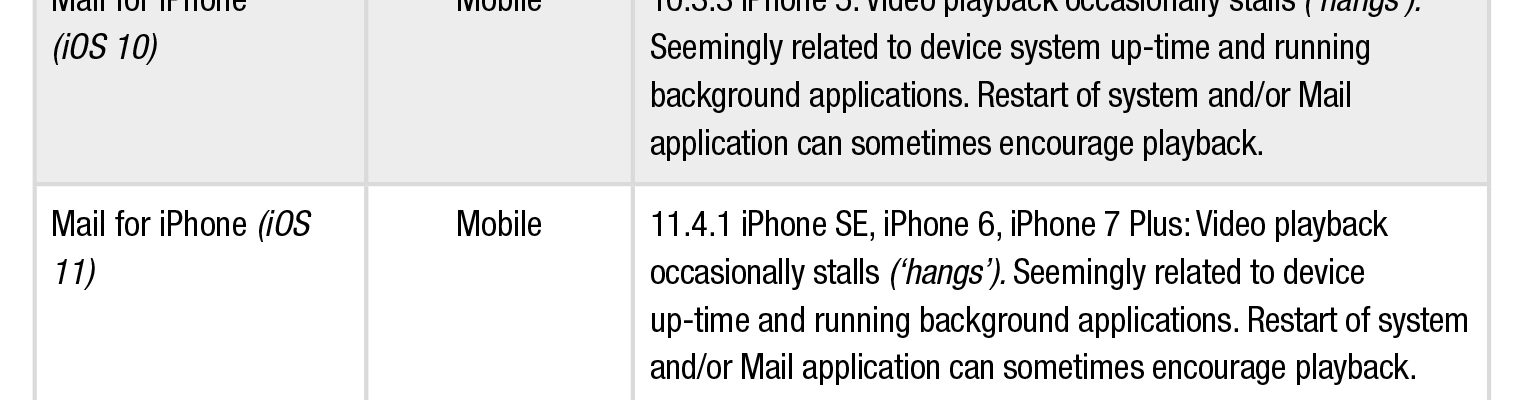 Mail for iPhone
(iOS 10)
Mobile
10.3.3 iPhone 5: Video playback occasionally stalls (‘hangs’).
Seemingly related to device system up-time and running
background applications. Restart of system and/or Mail
application can sometimes encourage playback.
Mail for iPhone (iOS
11)
Mobile
11.4.1 iPhone SE, iPhone 6, iPhone 7 Plus: Video playback
occasionally stalls (‘hangs’). Seemingly related to device
up-time and running background applications. Restart of system
and/or Mail application can sometimes encourage playback.